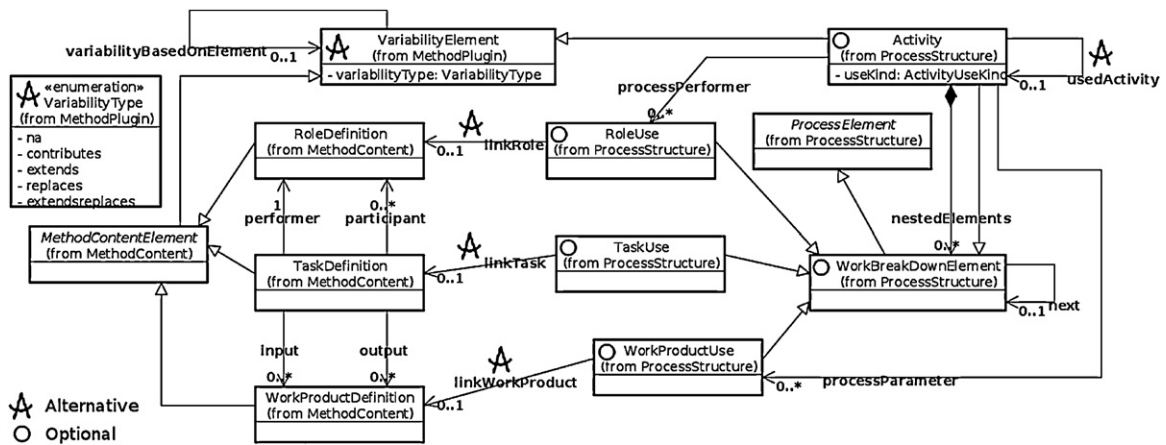 VariabilityElement
(from MethodPlugin)
- variabilityType: VariabilityType
variabilityBasedOnElement
0..1
Activity
(from ProcessStructure)
- useKind: ActivityUseKind
usedActivity
0..1
«enumeration»
VariabilityType
(from MethodPlugin)
- na
- contributes
- extends
- replaces
- extendsreplaces
processPerformer
0..*
RoleDefinition
(from MethodContent)
0..1
linkRole
RoleUse
(from ProcessStructure)
ProcessElement
(from ProcessStructure)
1
performer
0..*
participant
nestedElements
0..*
MethodContentElement
(from MethodContent)
TaskDefinition
(from MethodContent)
0..1
linkTask
TaskUse
(from ProcessStructure)
WorkBreakDownElement
(from ProcessStructure)
0..1
next
input
0..*
output
0..*
linkWorkProduct
0..1
WorkProductUse
(from ProcessStructure)
0..*
processParameter
WorkProductDefinition
(from MethodContent)
Alternative
Optional